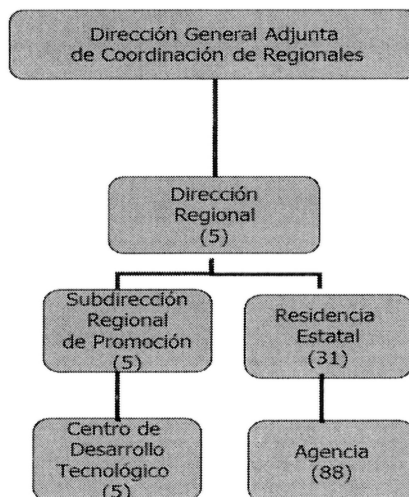 Dirección General Adjunta
de Coordinación de Regionales
Dirección
Regional
(5)
Subdirección
Regional
de Promoción
(5)
Residencia
Estatal
(31)
Centro de
Desarrollo
Tecnológico
(5)
Agencia
(88)